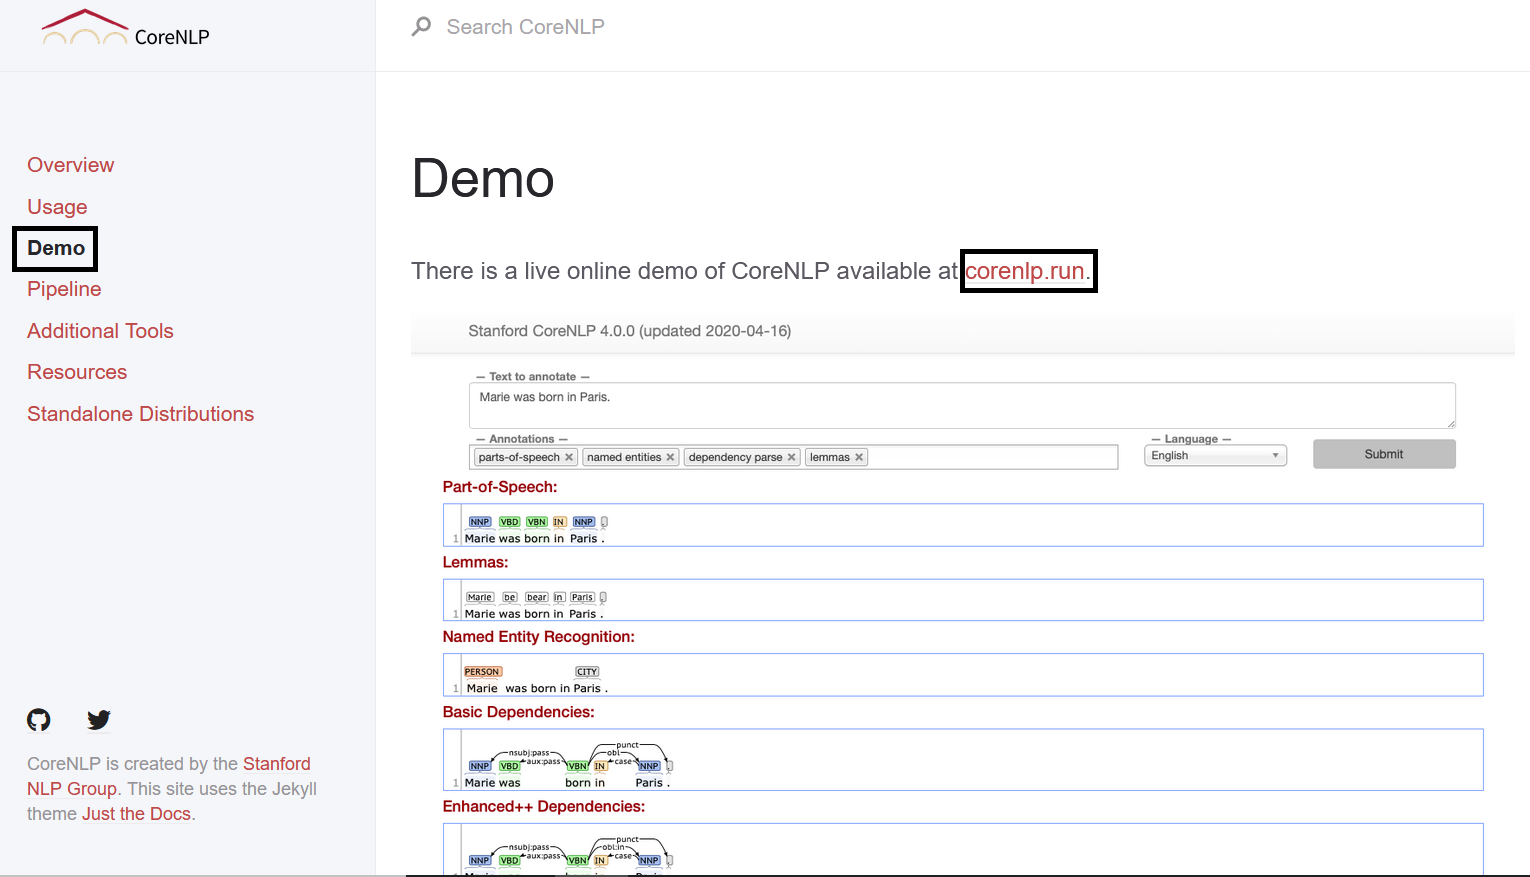 CoreNLP
Search CoreNLP
Overview
Usage
Demo
Pipeline
Additional Tools
Resources
Standalone Distributions
CoreNLP is created by the Stanford
NLP Group. This site uses the Jekyll
theme Just the Docs.
Demo
There is a live online demo of CoreNLP available at corenlp.run.
Stanford CoreNLP 4.0.0 (updated 2020-04-16)
— Text to annotate —
Marie was born in Paris.
— Annotations —
parts-of-speech × named entities × dependency parse × lemmas ×
— Language —
English
Submit
Part-of-Speech:
NNP VBD VBN IN NNP .
1 Marie was born in Paris .
Lemmas:
Marie be bear in Paris .
1 Marie was born in Paris .
Named Entity Recognition:
PERSON CITY
1 Marie was born in Paris .
Basic Dependencies:
punct
nsubj:pass obl
aux:pass case
NNP VBD VBN IN NNP .
1 Marie was born in Paris .
Enhanced++ Dependencies:
punct
nsubj:pass obl:in
aux:pass case
NNP VBD VBN IN NNP .